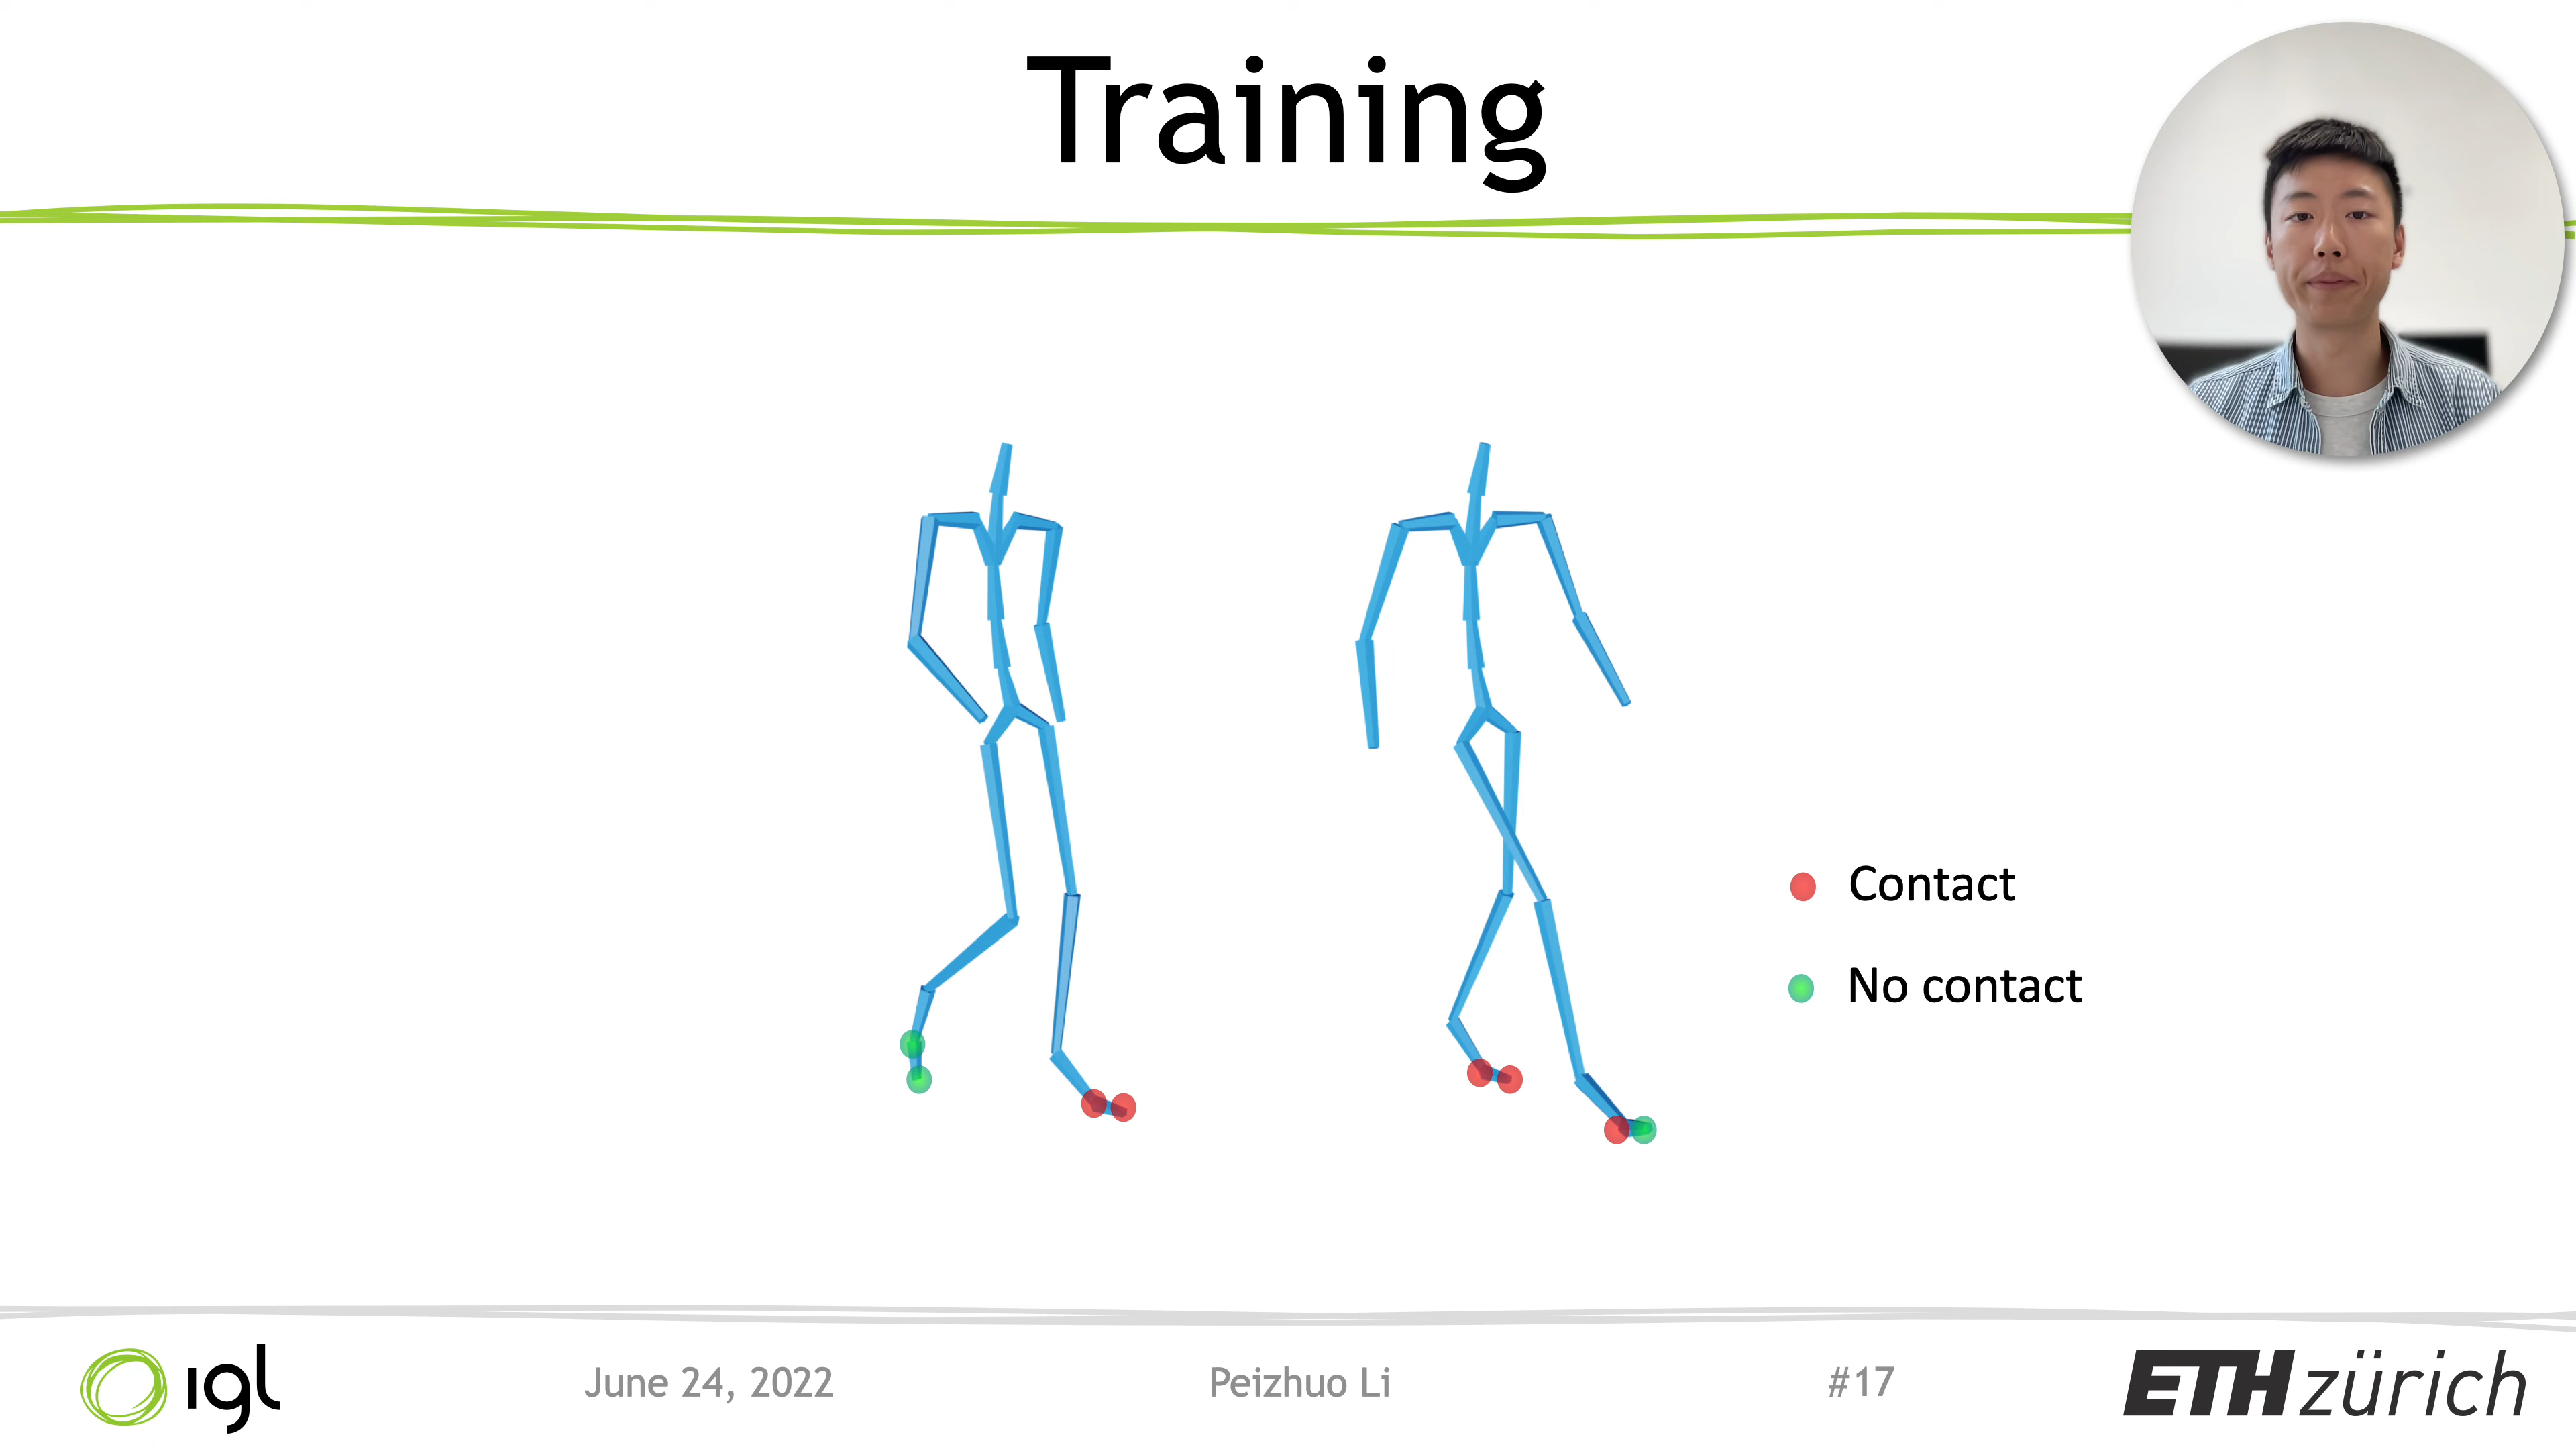 Training
Contact
No contact
igl
June 24, 2022
Peizhuo Li
#17
ETH zürich